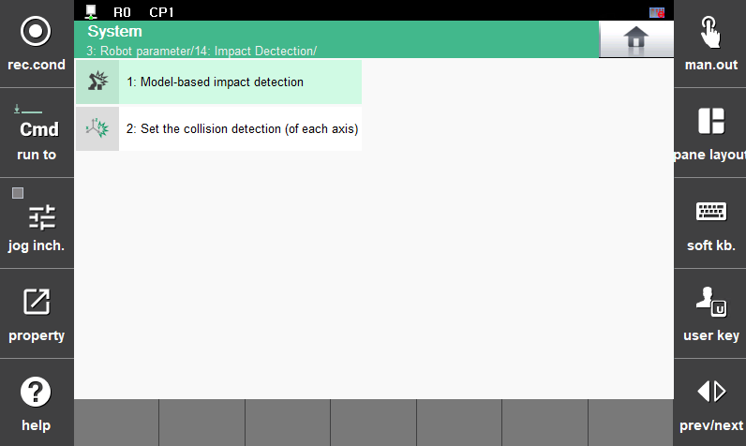 R0 CP1
System
3: Robot parameter/14: Impact Dectection/
rec.cond
Cmd
run to
jog inch.
property
help
1: Model-based impact detection
2: Set the collision detection (of each axis)
man.out
pane layout
soft kb.
U
user key
prev/next